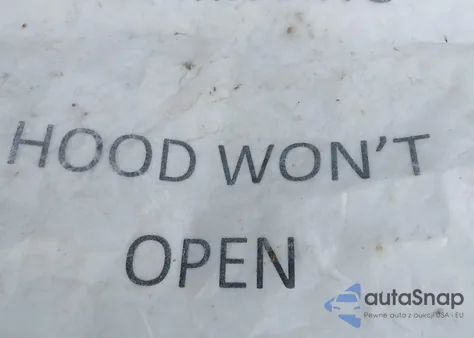 HOOD WON'T
OPEN
autaSnap
Pewne auta z aukcji USA i EU